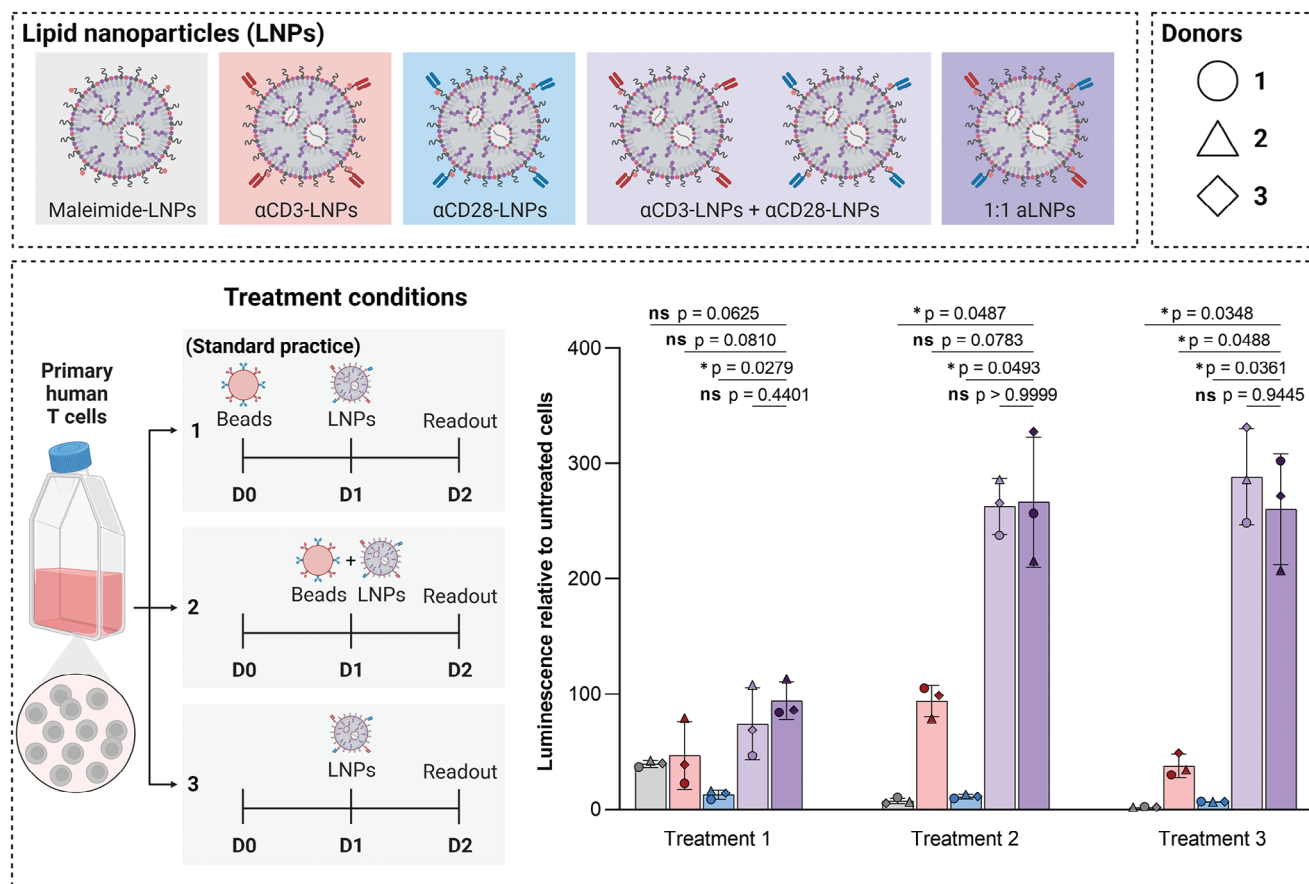 Lipid nanoparticles (LNPs)
Maleimide-LNPs
αCD3-LNPs
αCD28-LNPs
αCD3-LNPs + αCD28-LNPs
1:1 aLNPs
Donors
1
2
3
Treatment conditions
Primary
human
T cells
(Standard practice)
1
Beads
LNPs
Readout
D0
D1
D2
2
+
Beads
LNPs
Readout
D0
D1
D2
3
LNPs
Readout
D0
D1
D2
Luminescence relative to untreated cells
400
300
200
100
0
ns p = 0.0625
ns p = 0.0810
* p = 0.0279
ns p = 0.4401
* p = 0.0487
ns p = 0.0783
* p = 0.0493
ns p > 0.9999
* p = 0.0348
* p = 0.0488
* p = 0.0361
ns p = 0.9445
Treatment 1
Treatment 2
Treatment 3